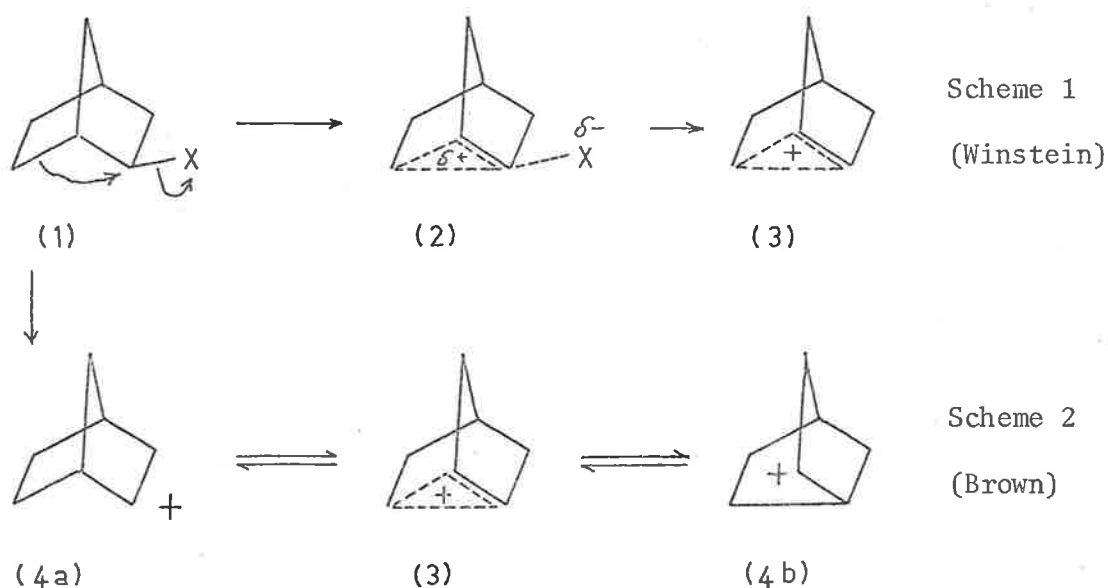 Scheme 1
δ-
X
δ+
X
+
(Winstein)
(1)
(2)
(3)
Scheme 2
+
+
+
(Brown)
(4a)
(3)
(4b)